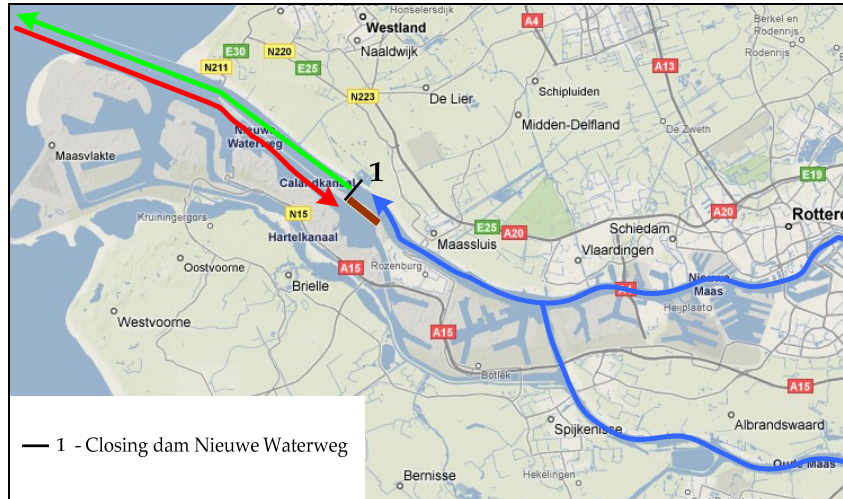 Honselersdijk
Westland
Naaldwijk
N220
E30
N211
E25
A4
Berkel en
Rodenrijs
Rodenrijs
A13
N223
De Lier
Schipluiden
Midden-Delfland
De Zweth
Nieuwe
Waterweg
Maasvlakte
1
Calandkanaal
E19
Kruiningergors
N15
Hartelkanaal
E25
A20
A20
Rotterd
Schiedam
Maassluis
Vlaardingen
Oostvoorne
A15
Rozenburg
Brielle
Nieuwe
Maas
Heijplaat
Westvoorne
A15
Botlek
A15
Spijkenisse
Albrandswaard
1 - Closing dam Nieuwe Waterweg
Oude Maas
Bernisse
Hekelingen